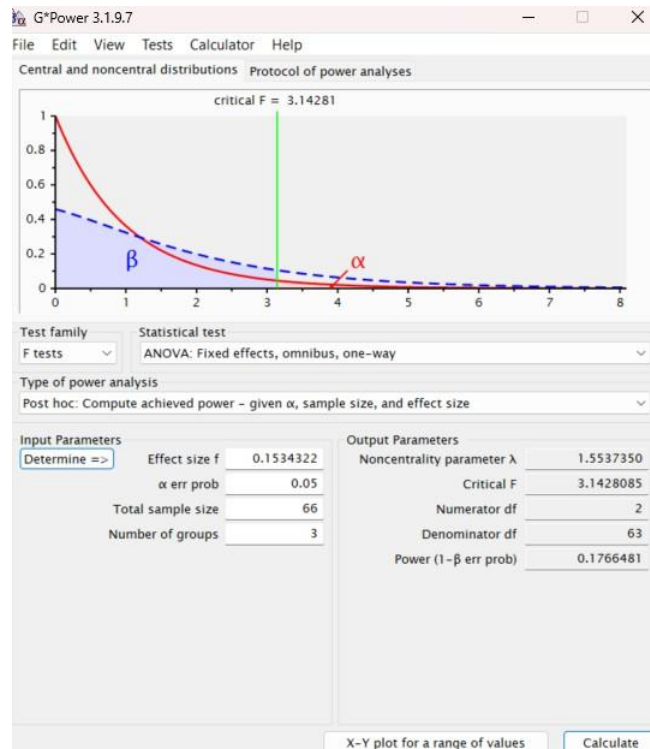 βα G*Power 3.1.9.7
File Edit View Tests Calculator Help
Central and noncentral distributions Protocol of power analyses
critical F = 3.14281
1
0.8
0.6
0.4
0.2
0
β
α
0 1 2 3 4 5 6 7 8
Test family Statistical test
F tests ANOVA: Fixed effects, omnibus, one-way
Type of power analysis
Post hoc: Compute achieved power – given α, sample size, and effect size
Input Parameters Output Parameters
Determine => Effect size f 0.1534322 Noncentrality parameter λ 1.5537350
α err prob 0.05 Critical F 3.1428085
Total sample size 66 Numerator df 2
Number of groups 3 Denominator df 63
Power (1-β err prob) 0.1766481
X-Y plot for a range of values Calculate